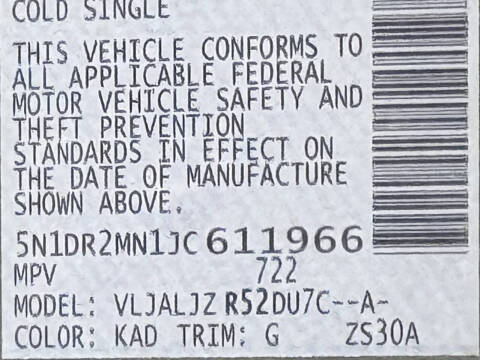 COLD SINGLE
THIS VEHICLE CONFORMS TO
ALL APPLICABLE FEDERAL
MOTOR VEHICLE SAFETY AND
THEFT PREVENTION
STANDARDS IN EFFECT ON
THE DATE OF MANUFACTURE
SHOWN ABOVE.
5N1DR2MN1JC611966
MPV 722
MODEL: VLJALJZ R52DU7C--A-
COLOR: KAD TRIM: G ZS30A